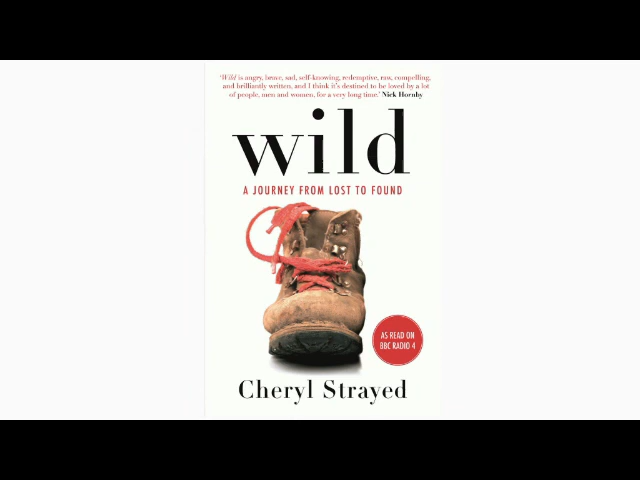 ‘Wild is angry, brave, sad, self-knowing, redemptive, raw, compelling,
and brilliantly written, and I think it’s destined to be loved by a lot
of people, men and women, for a very long time.’ Nick Hornby
wild
A JOURNEY FROM LOST TO FOUND
AS READ ON
BBC RADIO 4
Cheryl Strayed